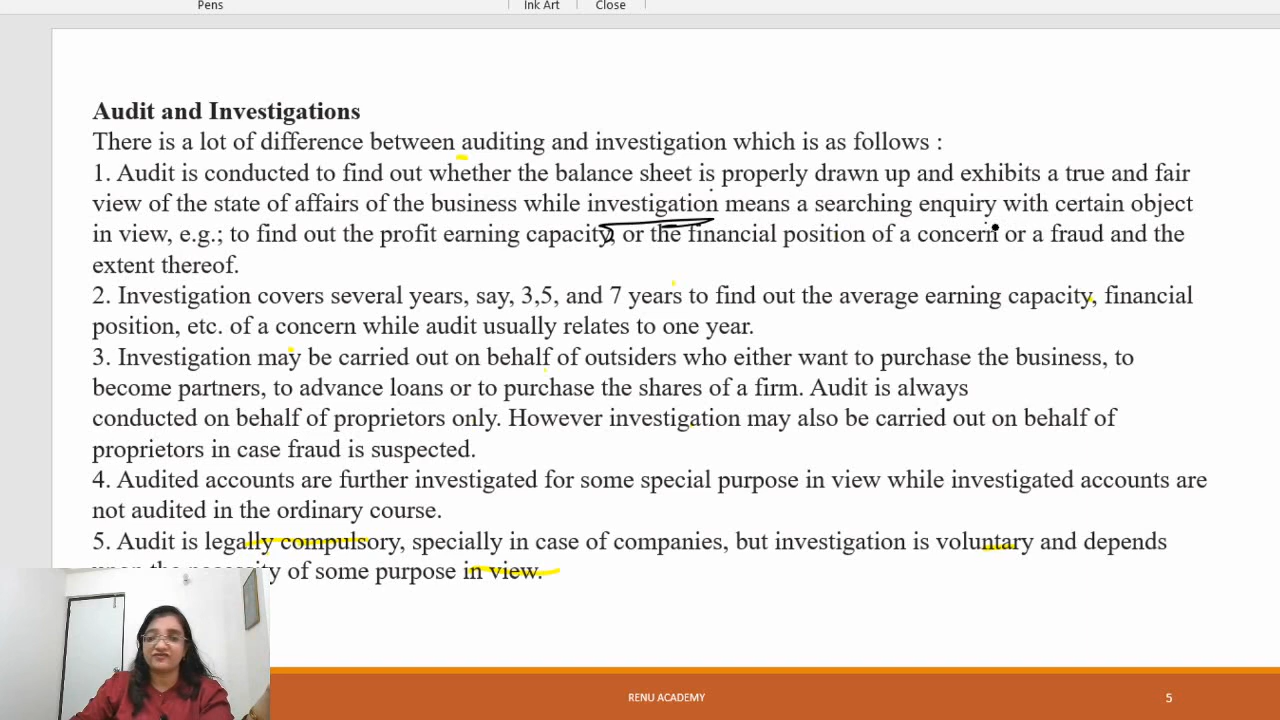 Pens Ink Art Close
Audit and Investigations
There is a lot of difference between auditing and investigation which is as follows :
1. Audit is conducted to find out whether the balance sheet is properly drawn up and exhibits a true and fair
view of the state of affairs of the business while investigation means a searching enquiry with certain object
in view, e.g.; to find out the profit earning capacity, or the financial position of a concern or a fraud and the
extent thereof.
2. Investigation covers several years, say, 3,5, and 7 years to find out the average earning capacity, financial
position, etc. of a concern while audit usually relates to one year.
3. Investigation may be carried out on behalf of outsiders who either want to purchase the business, to
become partners, to advance loans or to purchase the shares of a firm. Audit is always
conducted on behalf of proprietors only. However investigation may also be carried out on behalf of
proprietors in case fraud is suspected.
4. Audited accounts are further investigated for some special purpose in view while investigated accounts are
not audited in the ordinary course.
5. Audit is legally compulsory, specially in case of companies, but investigation is voluntary and depends
of some purpose in view.
RENU ACADEMY 5